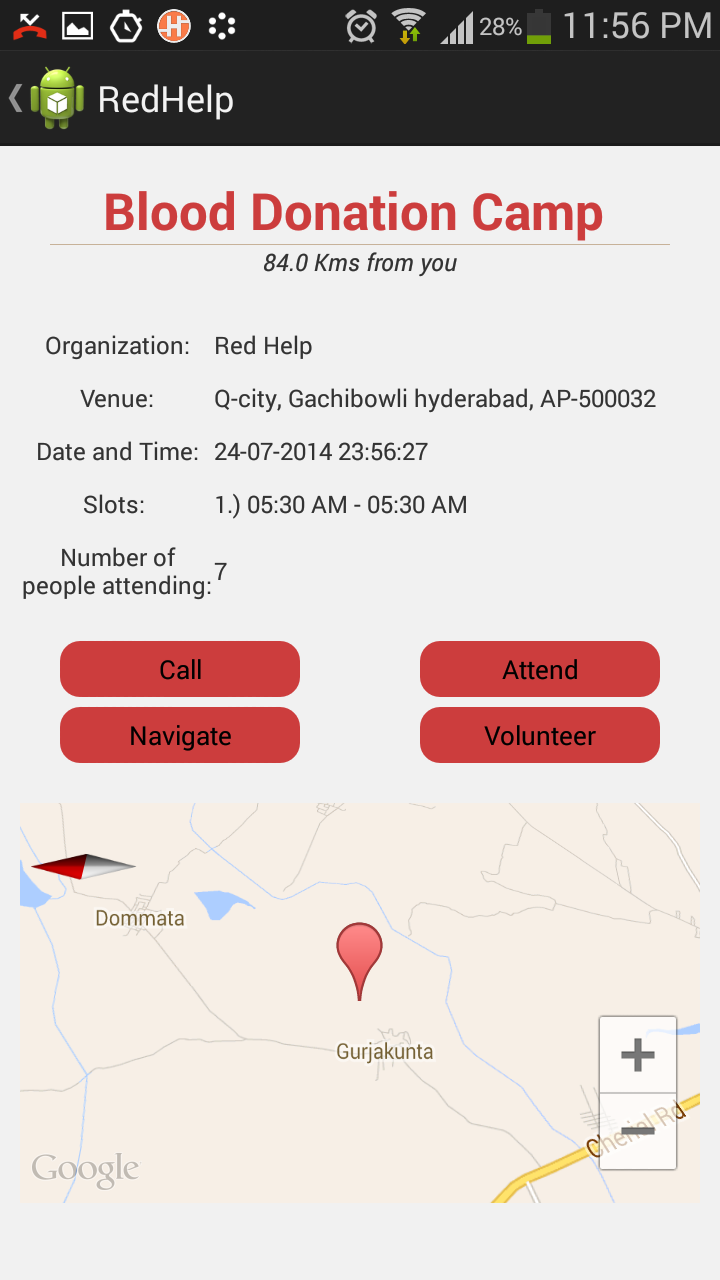 28% 11:56 PM
RedHelp
Blood Donation Camp
84.0 Kms from you
Organization: Red Help
Venue: Q-city, Gachibowli hyderabad, AP-500032
Date and Time: 24-07-2014 23:56:27
Slots: 1.) 05:30 AM - 05:30 AM
Number of
people attending: 7
Call Attend
Navigate Volunteer
Dommata
Gurjakunta
+
Cherial Rd
−
Google